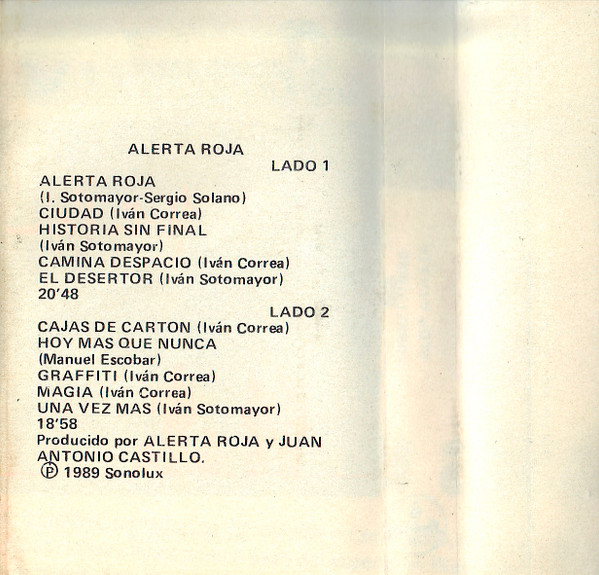 ALERTA ROJA
LADO 1
ALERTA ROJA
(I. Sotomayor-Sergio Solano)
CIUDAD (Iván Correa)
HISTORIA SIN FINAL
(Iván Sotomayor)
CAMINA DESPACIO (Iván Correa)
EL DESERTOR (Iván Sotomayor)
20'48
LADO 2
CAJAS DE CARTON (Iván Correa)
HOY MAS QUE NUNCA
(Manuel Escobar)
GRAFFITI (Iván Correa)
MAGIA (Iván Correa)
UNA VEZ MAS (Iván Sotomayor)
18'58
Producido por ALERTA ROJA y JUAN
ANTONIO CASTILLO.
℗ 1989 Sonolux